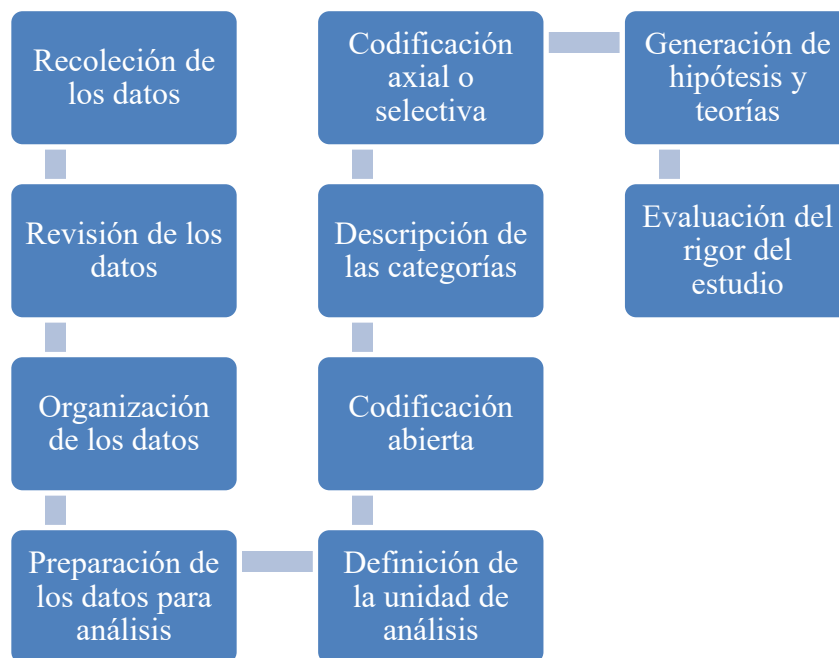 Recoleción de
los datos
Revisión de los
datos
Organización
de los datos
Preparación de
los datos para
análisis
Definición de
la unidad de
análisis
Codificación
abierta
Descripción de
las categorías
Codificación
axial o
selectiva
Generación de
hipótesis y
teorías
Evaluación del
rigor del
estudio